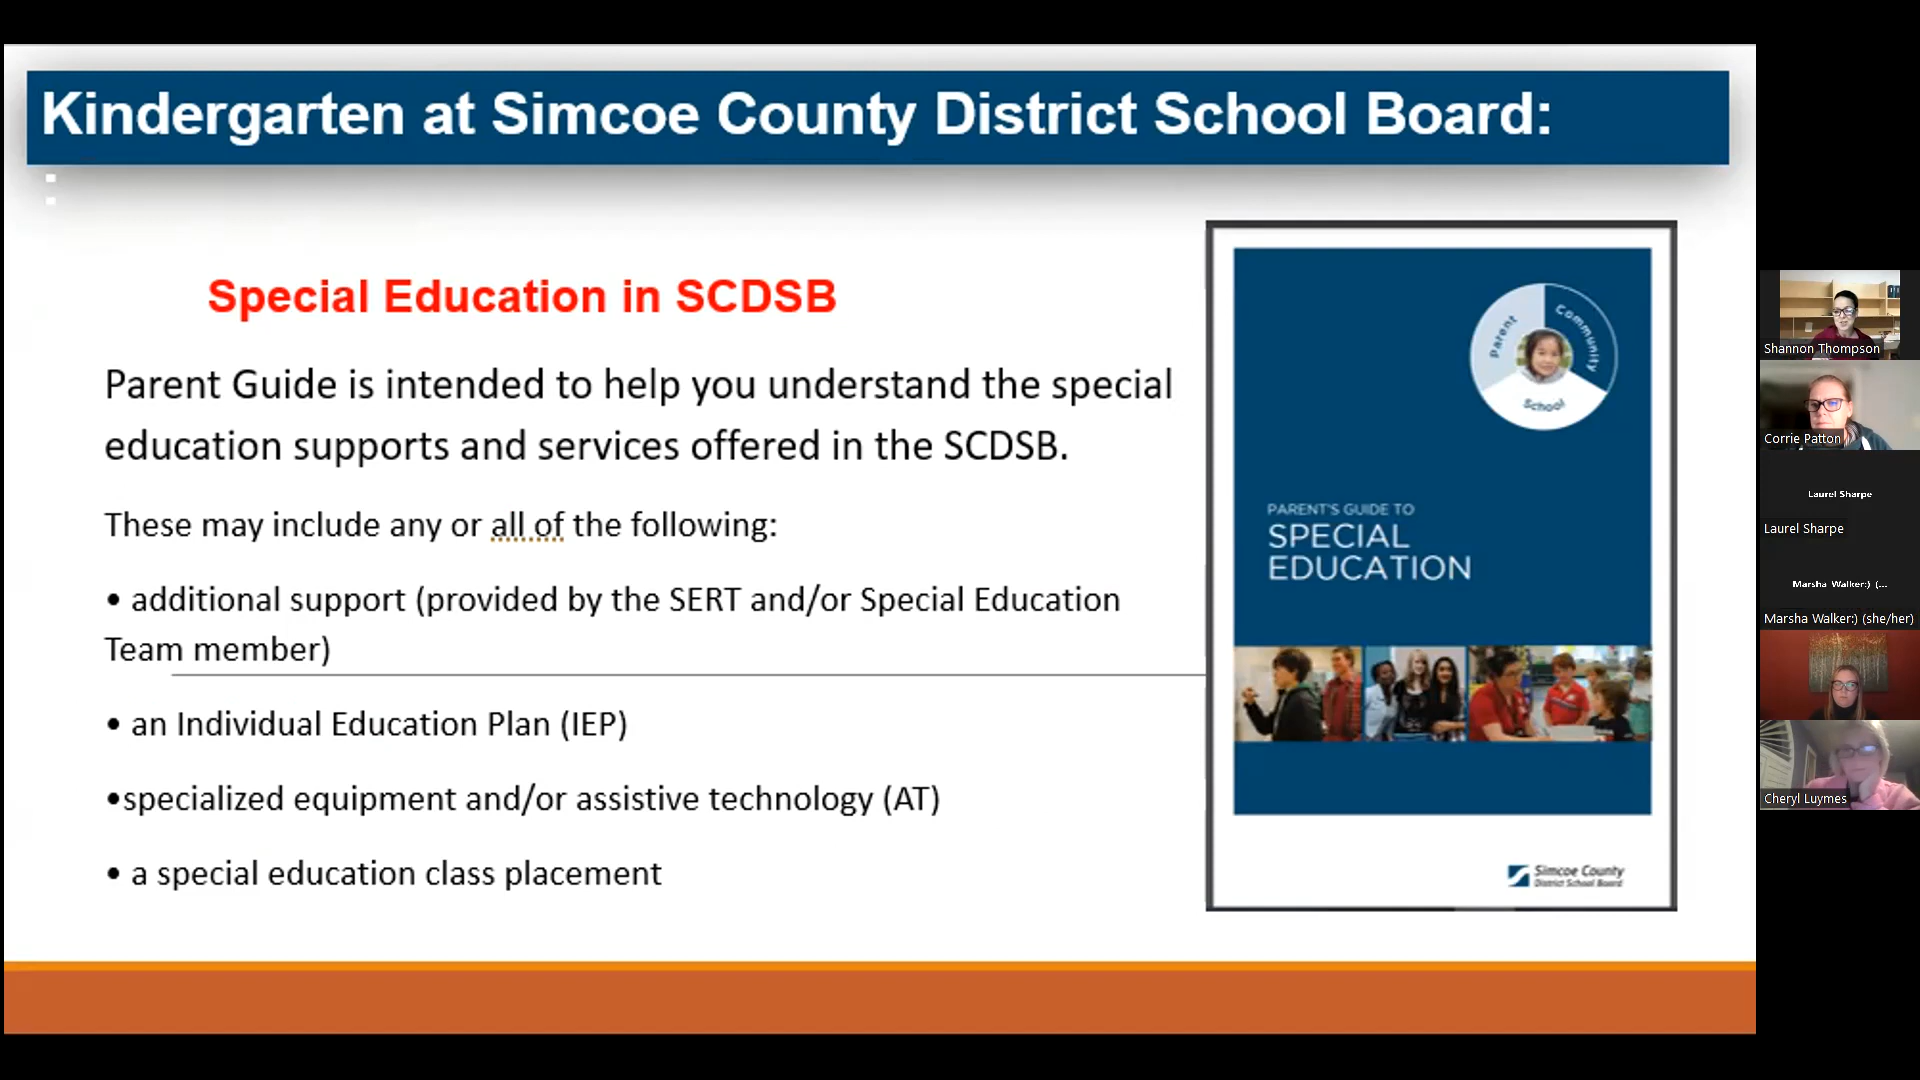 Kindergarten at Simcoe County District School Board:
:
Special Education in SCDSB
Parent Guide is intended to help you understand the special
education supports and services offered in the SCDSB.
These may include any or all of the following:
• additional support (provided by the SERT and/or Special Education
Team member)
• an Individual Education Plan (IEP)
•specialized equipment and/or assistive technology (AT)
• a special education class placement
Parent
Community
School
PARENT'S GUIDE TO
SPECIAL
EDUCATION
Simcoe County
District School Board
Shannon Thompson
Corrie Patton
Laurel Sharpe
Laurel Sharpe
Marsha Walker:) (...
Marsha Walker:) (she/her)
Cheryl Luymes